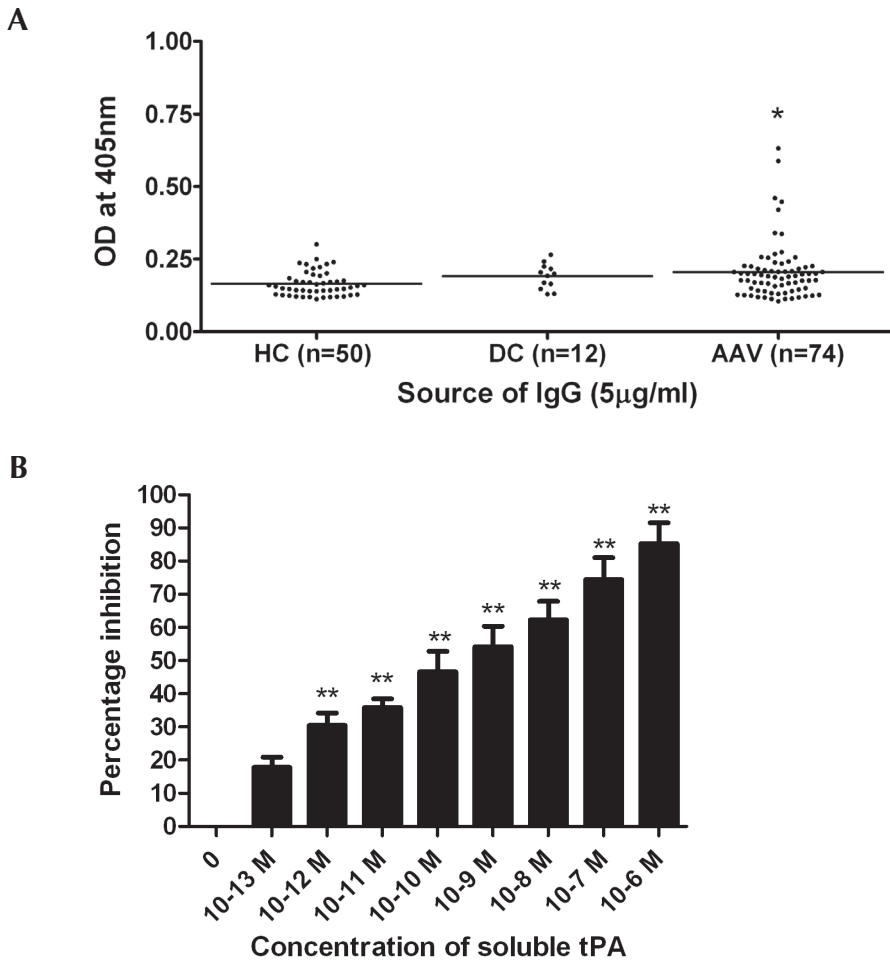 A
1.00
0.75
0.50
0.25
0.00
OD at 405nm
*
HC (n=50)
DC (n=12)
AAV (n=74)
Source of IgG (5μg/ml)
B
100
90
80
70
60
50
40
30
20
10
0
Percentage inhibition
**
**
**
**
**
**
**
0
10-13 M
10-12 M
10-11 M
10-10 M
10-9 M
10-8 M
10-7 M
10-6 M
Concentration of soluble tPA